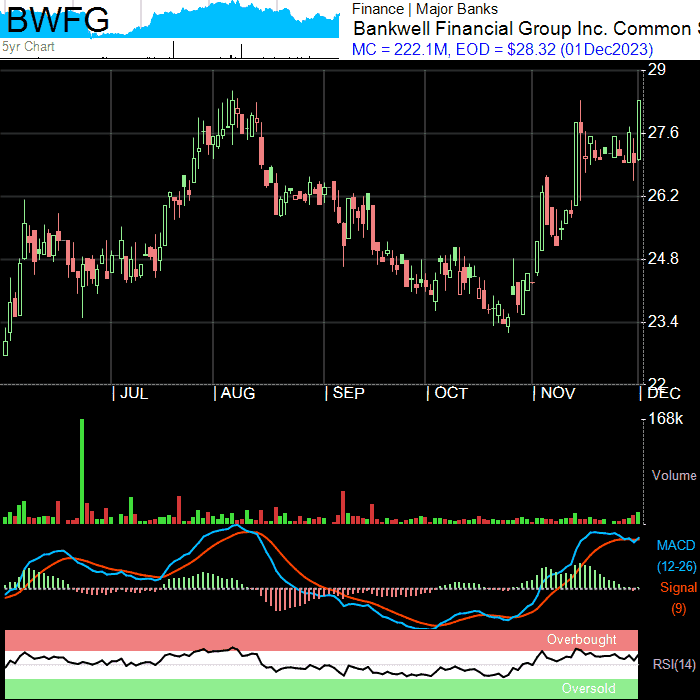 BWFG
5yr Chart
Finance | Major Banks
Bankwell Financial Group Inc. Common S
MC = 222.1M, EOD = $28.32 (01Dec2023)
29
27.6
26.2
24.8
23.4
22
JUL
AUG
SEP
OCT
NOV
DEC
168k
Volume
MACD
(12-26)
Signal
(9)
Overbought
RSI(14)
Oversold